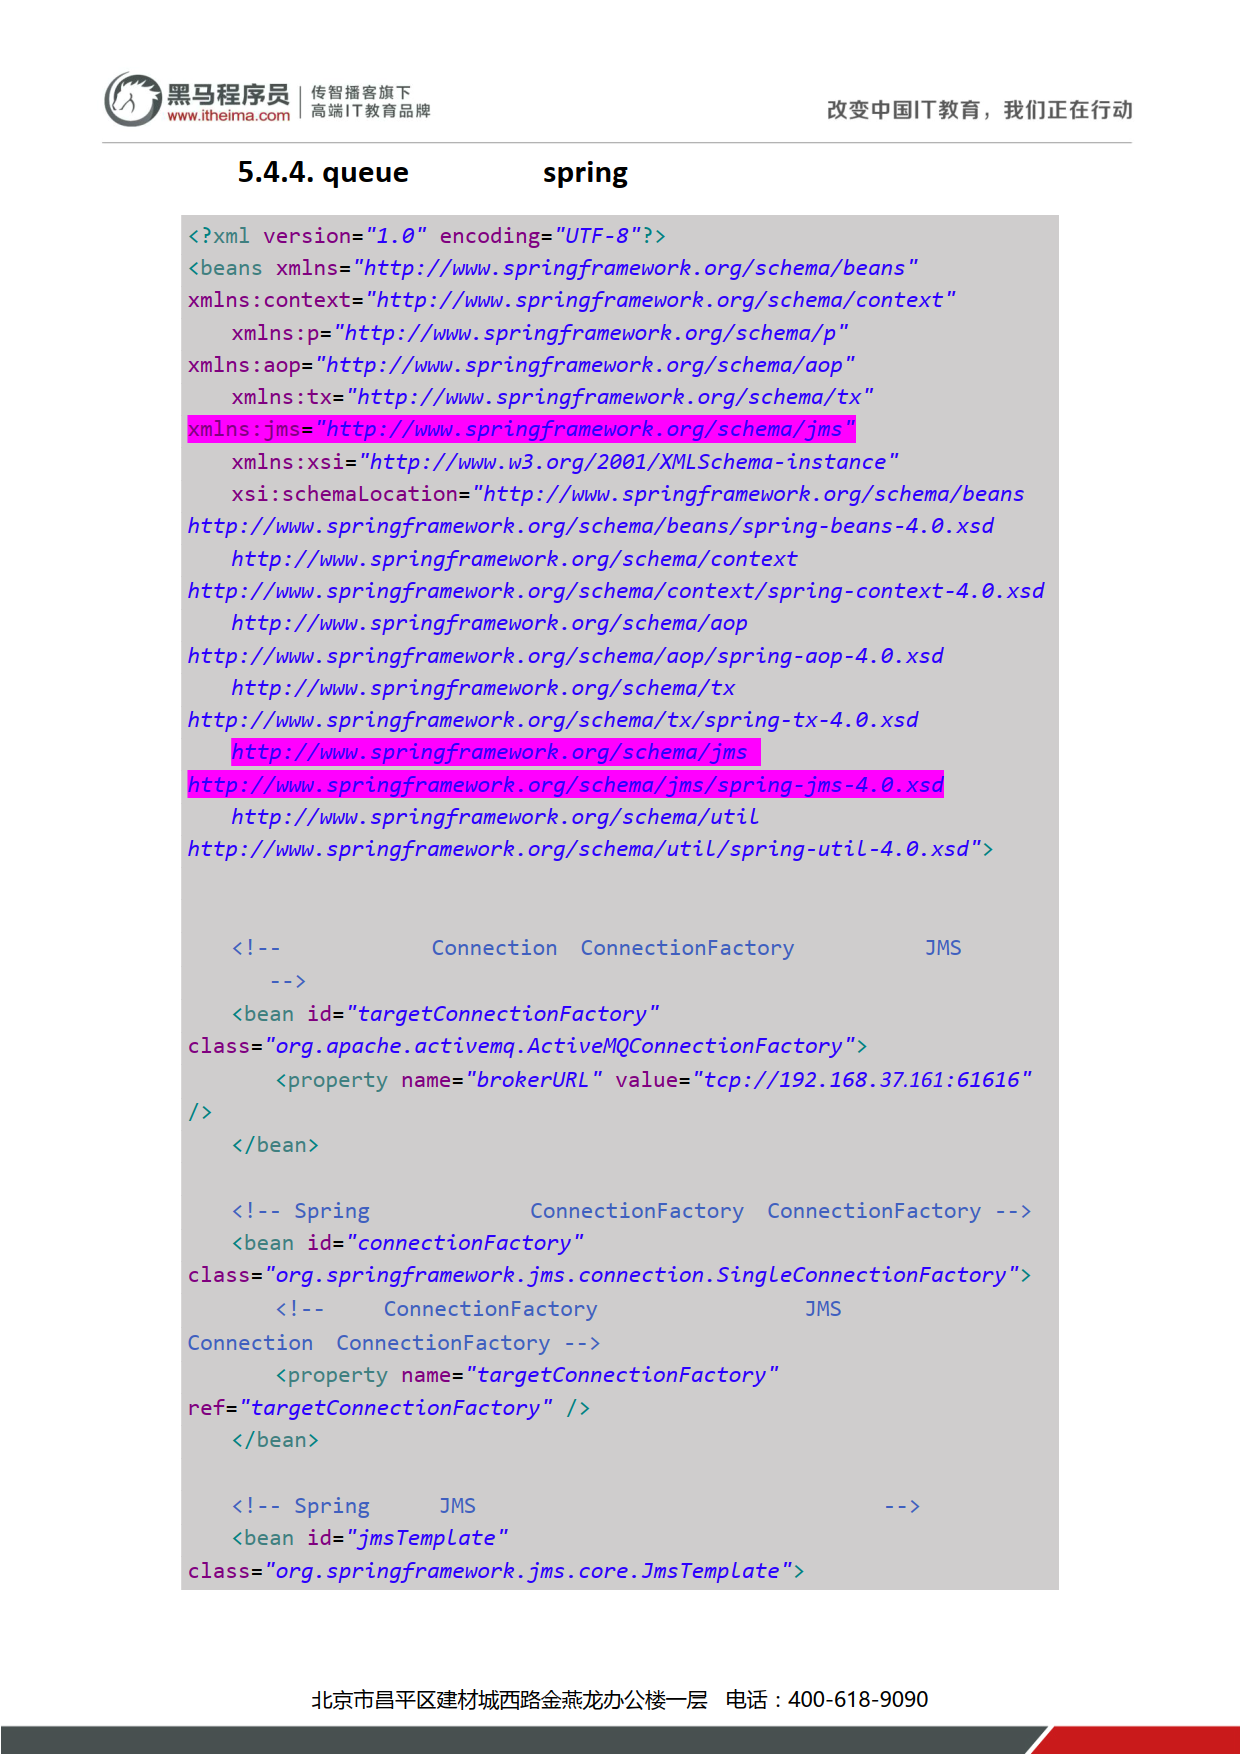 黑马程序员
www.itheima.com
传智播客旗下
高端IT教育品牌
改变中国IT教育，我们正在行动
5.4.4. queue spring
<?xml version="1.0" encoding="UTF-8"?>
<beans xmlns="http://www.springframework.org/schema/beans"
xmlns:context="http://www.springframework.org/schema/context"
xmlns:p="http://www.springframework.org/schema/p"
xmlns:aop="http://www.springframework.org/schema/aop"
xmlns:tx="http://www.springframework.org/schema/tx"
xmlns:jms="http://www.springframework.org/schema/jms"
xmlns:xsi="http://www.w3.org/2001/XMLSchema-instance"
xsi:schemaLocation="http://www.springframework.org/schema/beans
http://www.springframework.org/schema/beans/spring-beans-4.0.xsd
http://www.springframework.org/schema/context
http://www.springframework.org/schema/context/spring-context-4.0.xsd
http://www.springframework.org/schema/aop
http://www.springframework.org/schema/aop/spring-aop-4.0.xsd
http://www.springframework.org/schema/tx
http://www.springframework.org/schema/tx/spring-tx-4.0.xsd
http://www.springframework.org/schema/jms
http://www.springframework.org/schema/jms/spring-jms-4.0.xsd
http://www.springframework.org/schema/util
http://www.springframework.org/schema/util/spring-util-4.0.xsd">
<!-- Connection ConnectionFactory JMS
-->
<bean id="targetConnectionFactory"
class="org.apache.activemq.ActiveMQConnectionFactory">
<property name="brokerURL" value="tcp://192.168.37.161:61616"
/>
</bean>
<!-- Spring ConnectionFactory ConnectionFactory -->
<bean id="connectionFactory"
class="org.springframework.jms.connection.SingleConnectionFactory">
<!-- ConnectionFactory JMS
Connection ConnectionFactory -->
<property name="targetConnectionFactory"
ref="targetConnectionFactory" />
</bean>
<!-- Spring JMS -->
<bean id="jmsTemplate"
class="org.springframework.jms.core.JmsTemplate">
北京市昌平区建材城西路金燕龙办公楼一层 电话：400-618-9090